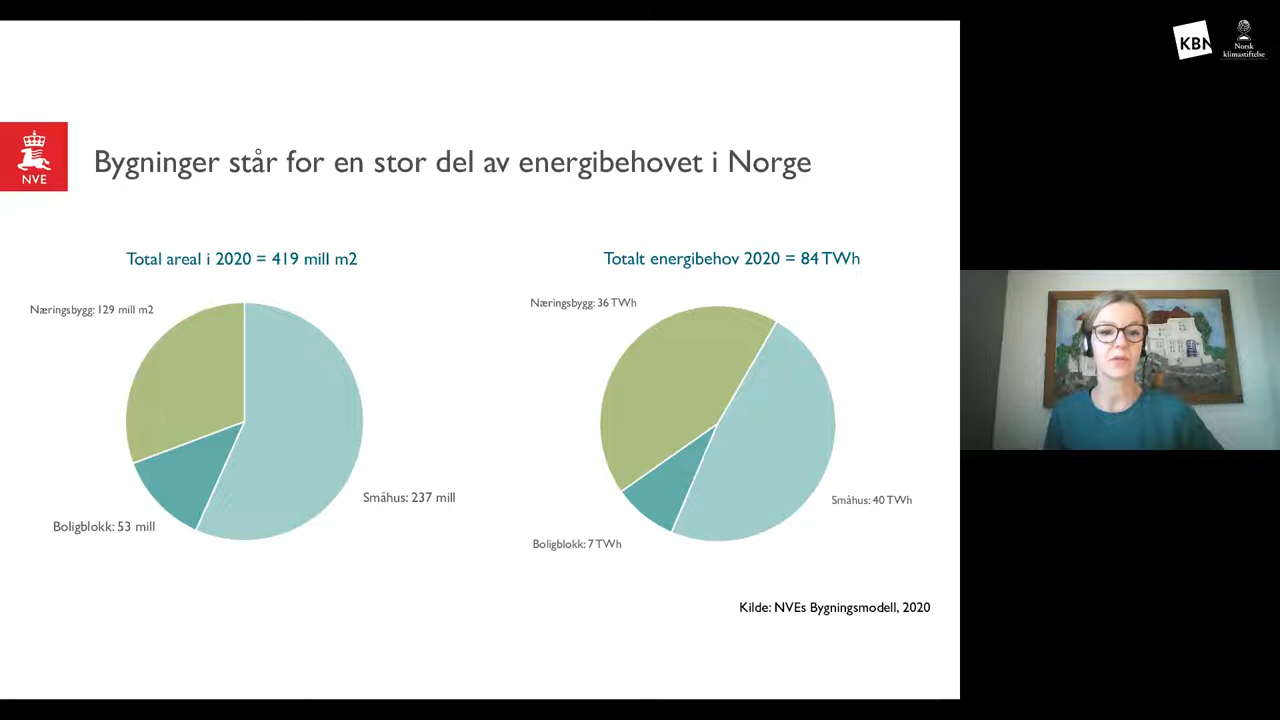 KBN
Norsk
klimastiftelse
NVE
Bygninger står for en stor del av energibehovet i Norge
Total areal i 2020 = 419 mill m2
Næringsbygg: 129 mill m2
Småhus: 237 mill
Boligblokk: 53 mill
Totalt energibehov 2020 = 84 TWh
Næringsbygg: 36 TWh
Småhus: 40 TWh
Boligblokk: 7 TWh
Kilde: NVEs Bygningsmodell, 2020